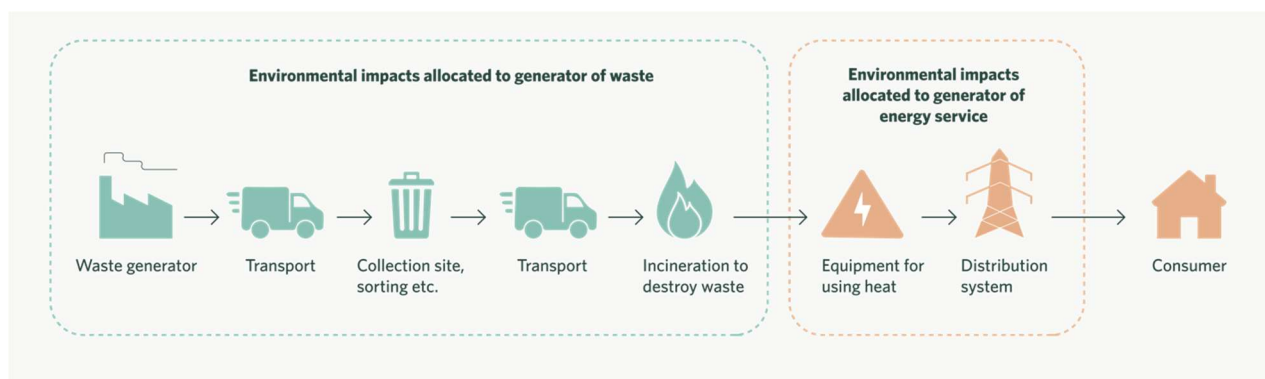 Environmental impacts allocated to generator of waste
Environmental impacts
allocated to generator of
energy service
Waste generator
Transport
Collection site,
sorting etc.
Transport
Incineration to
destroy waste
Equipment for
using heat
Distribution
system
Consumer